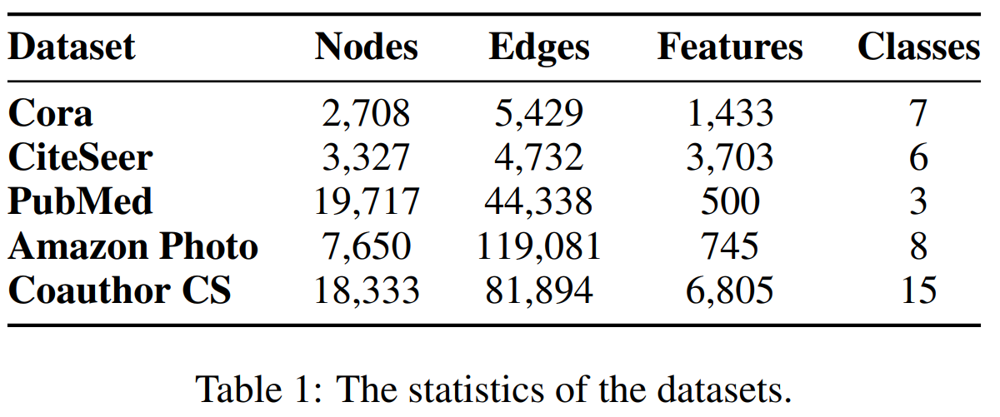 Dataset Nodes Edges Features Classes
Cora 2,708 5,429 1,433 7
CiteSeer 3,327 4,732 3,703 6
PubMed 19,717 44,338 500 3
Amazon Photo 7,650 119,081 745 8
Coauthor CS 18,333 81,894 6,805 15
Table 1: The statistics of the datasets.